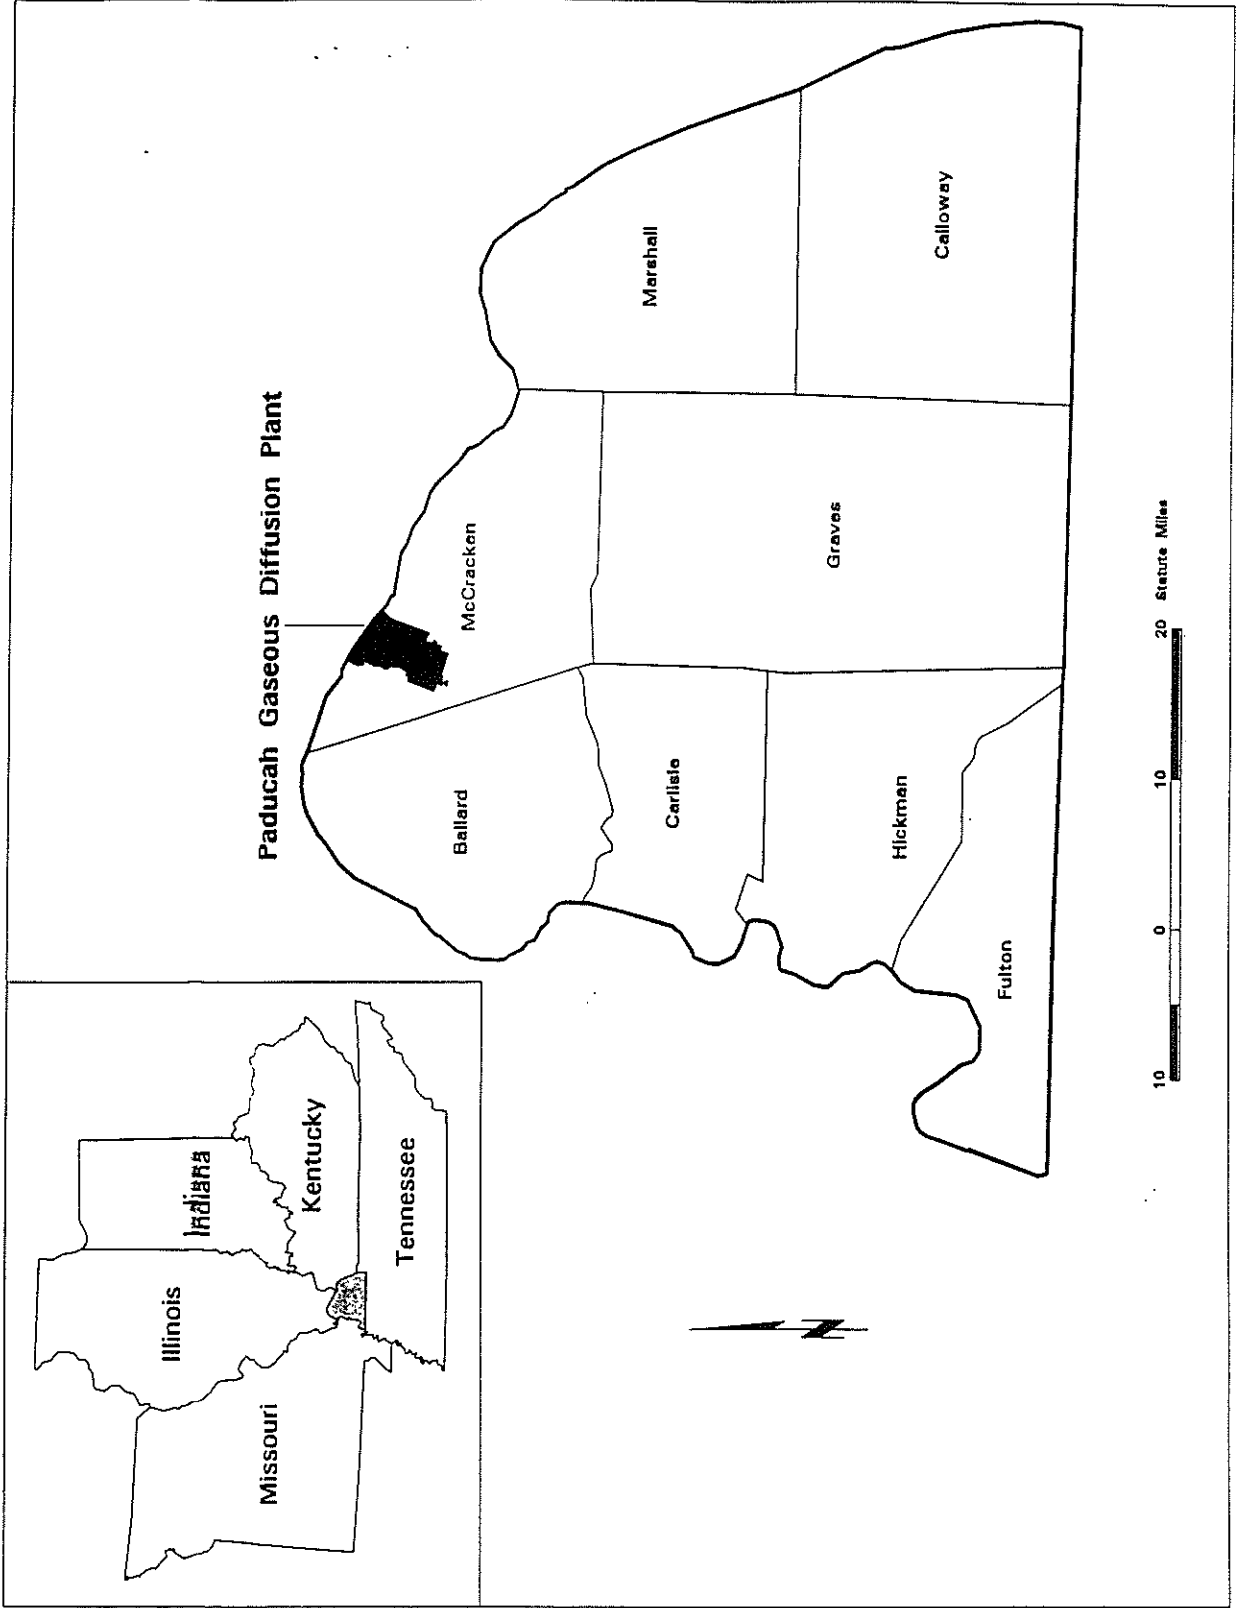 Missouri
Illinois
Indiana
Kentucky
Tennessee
Paducah Gaseous Diffusion Plant
Ballard
McCracken
Marshall
Carlisle
Graves
Calloway
Hickman
Fulton
N
10 0 10 20 Statute Miles